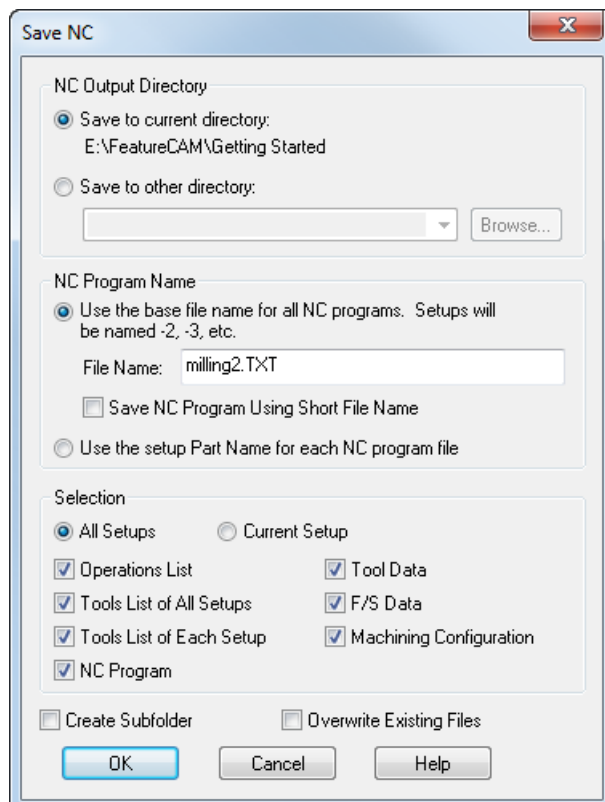 Save NC
NC Output Directory
Save to current directory:
E:\FeatureCAM\Getting Started
Save to other directory:
Browse...
NC Program Name
Use the base file name for all NC programs. Setups will
be named -2, -3, etc.
File Name: milling2.TXT
Save NC Program Using Short File Name
Use the setup Part Name for each NC program file
Selection
All Setups Current Setup
Operations List Tool Data
Tools List of All Setups F/S Data
Tools List of Each Setup Machining Configuration
NC Program
Create Subfolder Overwrite Existing Files
OK Cancel Help